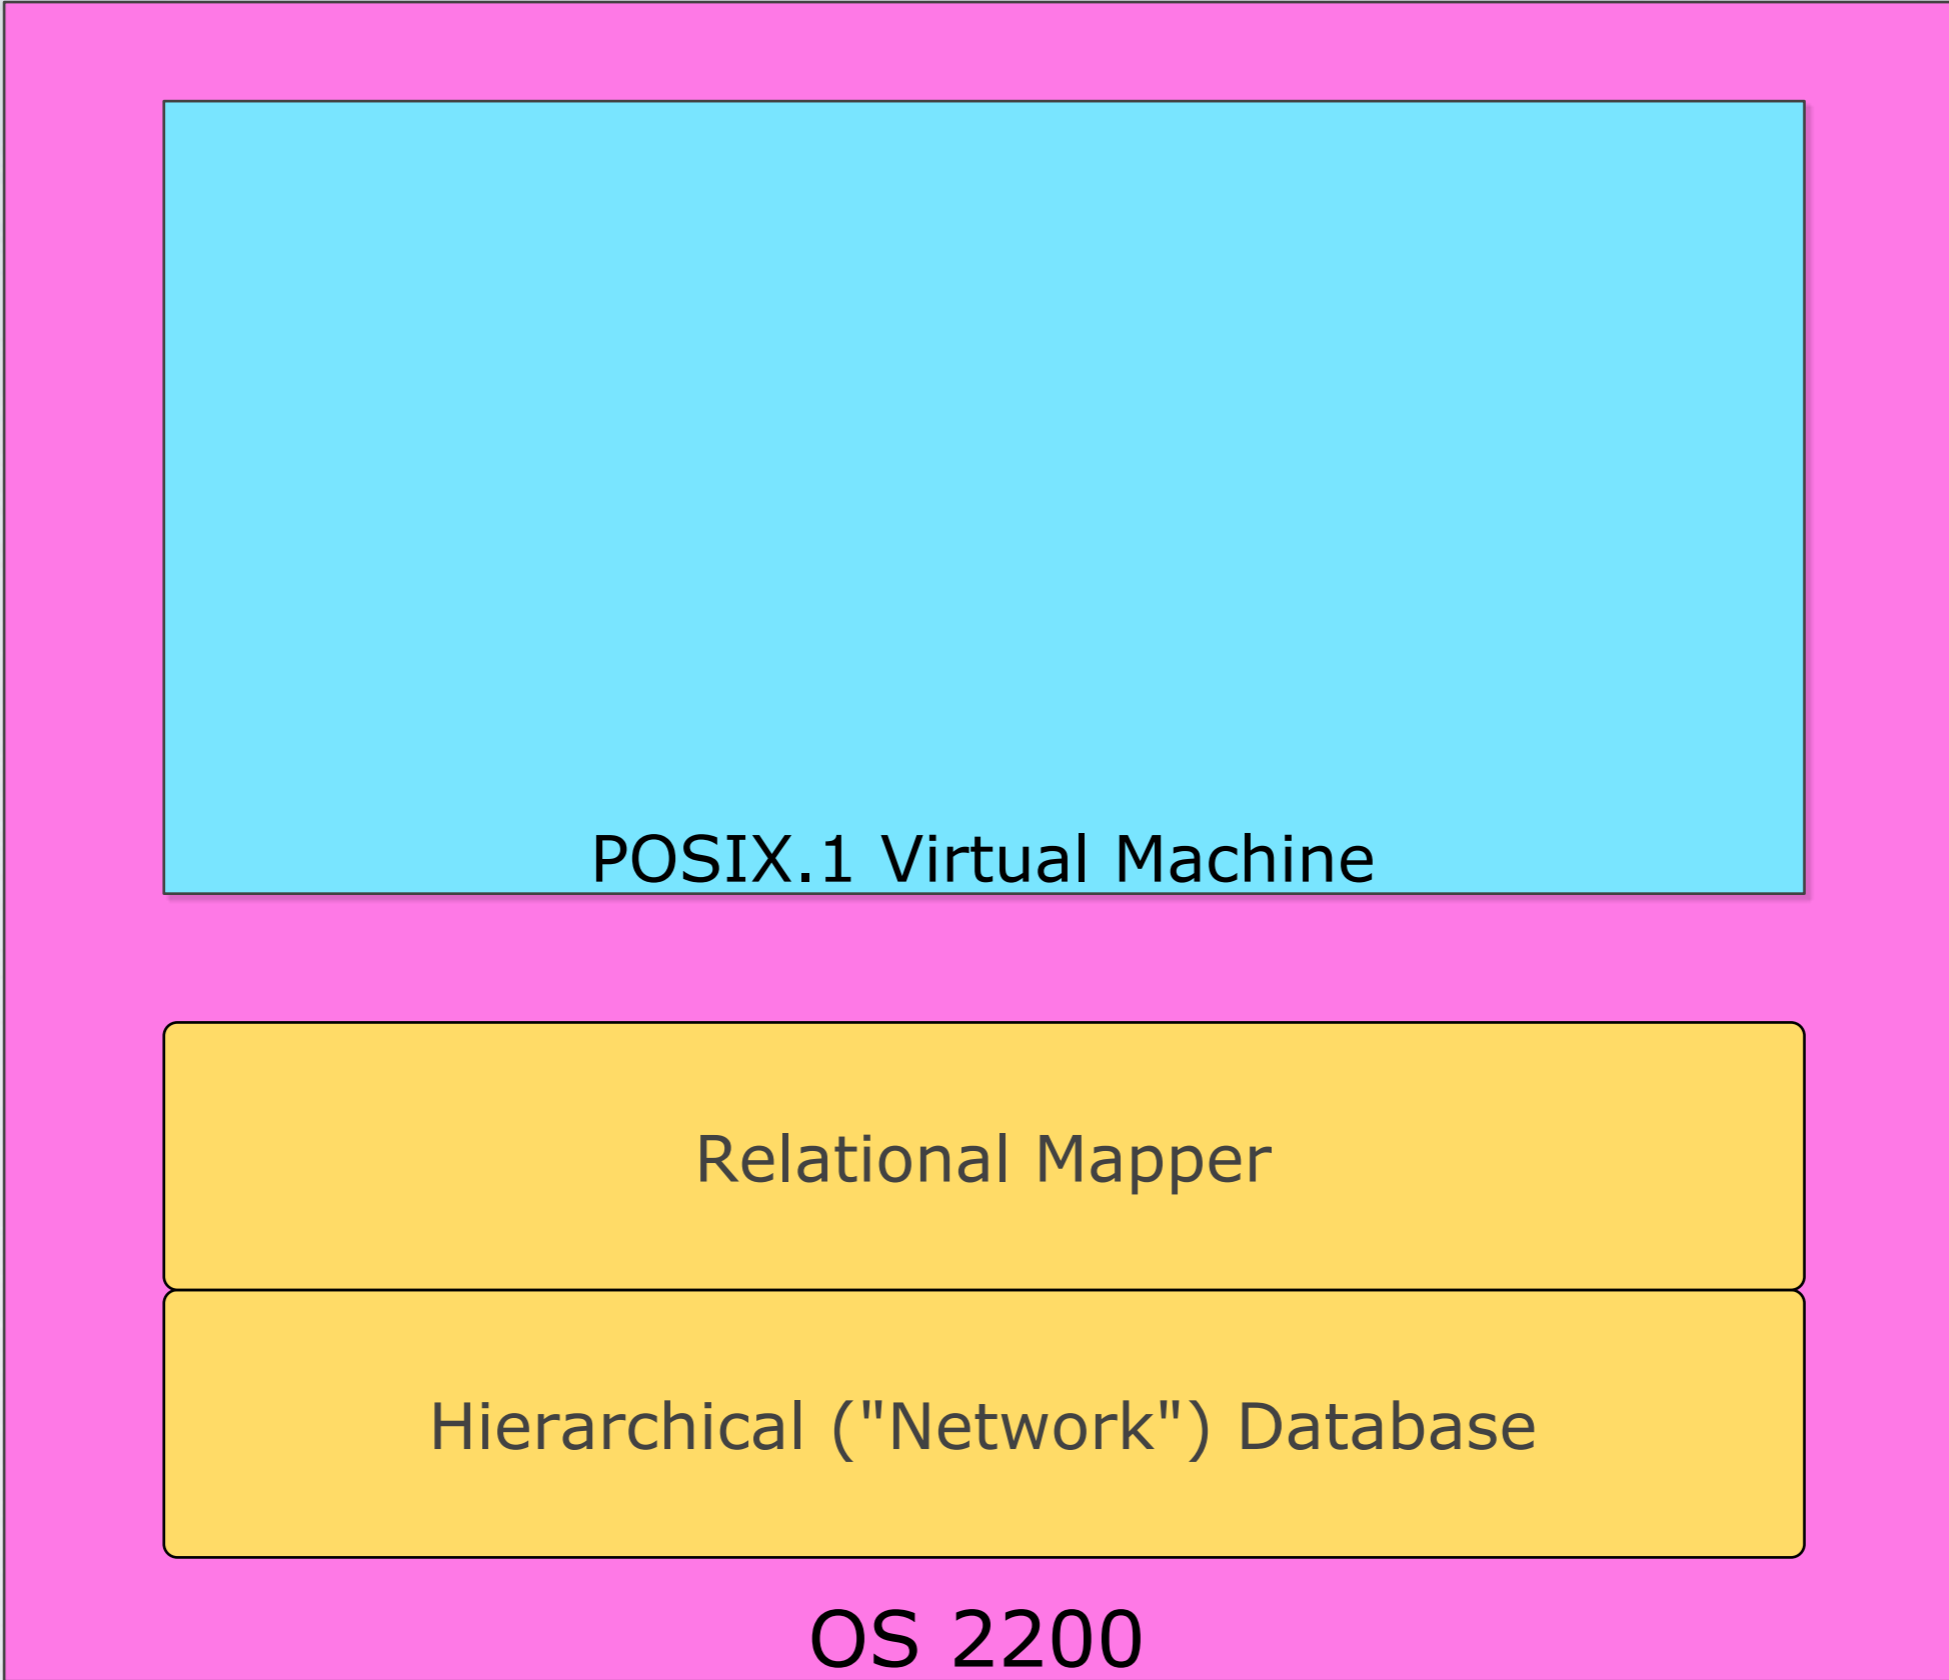 POSIX.1 Virtual Machine
Relational Mapper
Hierarchical ("Network") Database
OS 2200